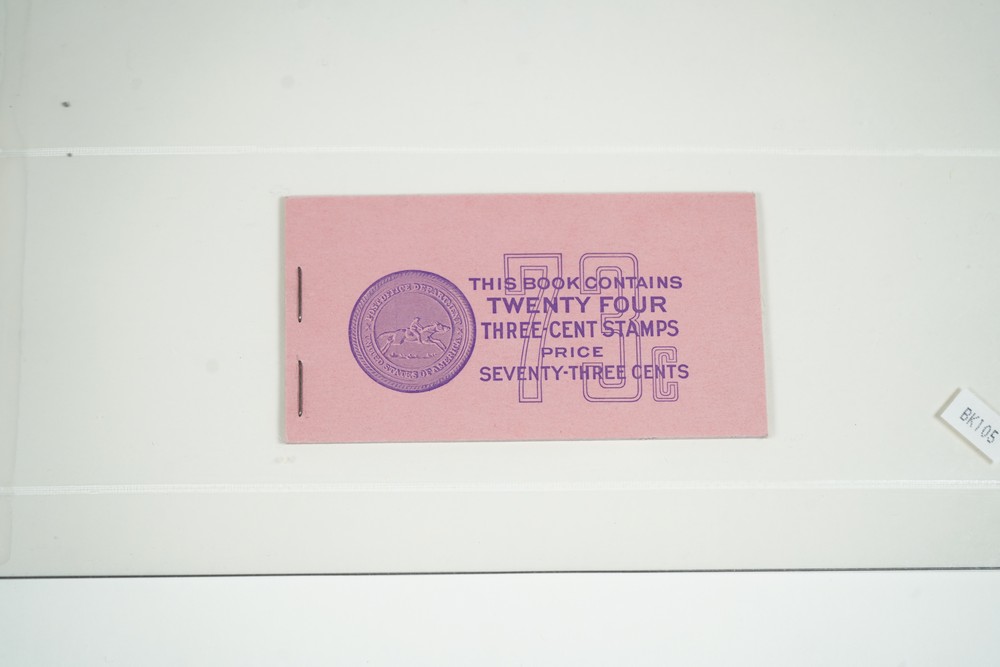 POST OFFICE DEPARTMENT
UNITED STATES OF AMERICA
73c
THIS BOOK CONTAINS
TWENTY FOUR
THREE-CENT STAMPS
PRICE
SEVENTY-THREE CENTS
BK105